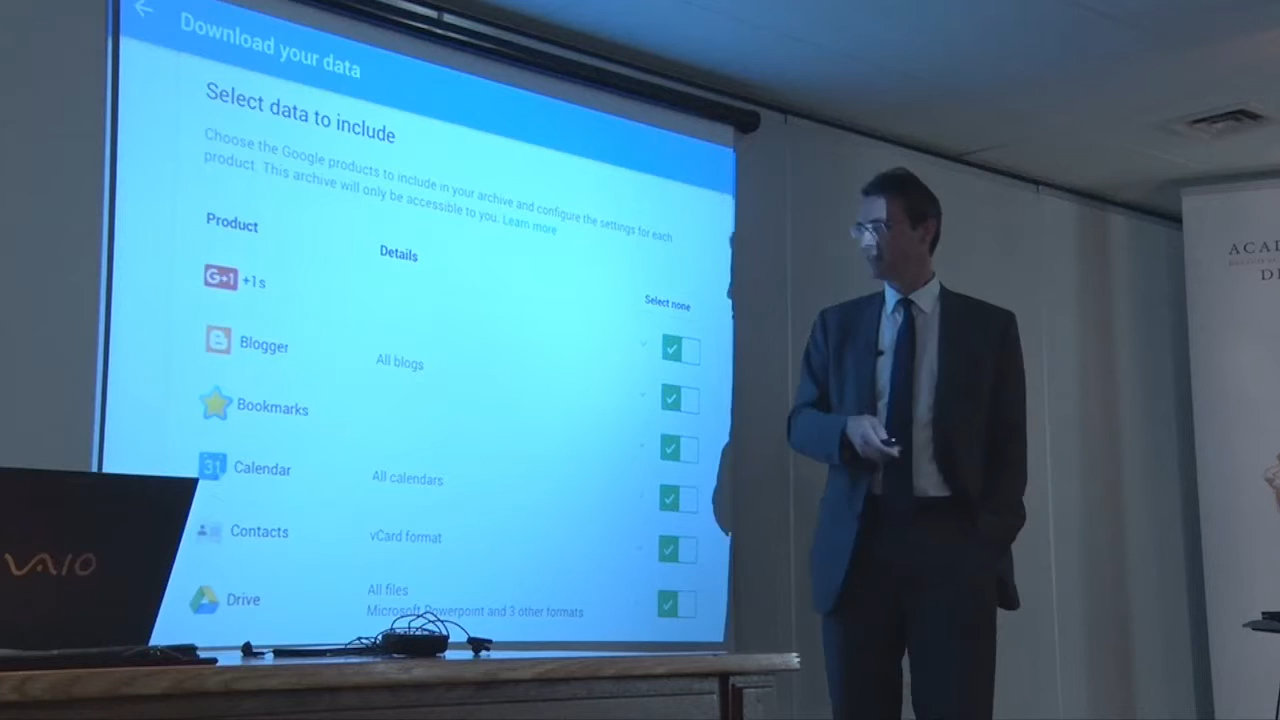 Download your data
Select data to include
Choose the Google products to include in your archive and configure the settings for each
product. This archive will only be accessible to you. Learn more
Product
Details
Select none
G+1 +1s
Blogger
All blogs
Bookmarks
31 Calendar
All calendars
Contacts
vCard format
Drive
All files
Microsoft Powerpoint and 3 other formats
VAIO